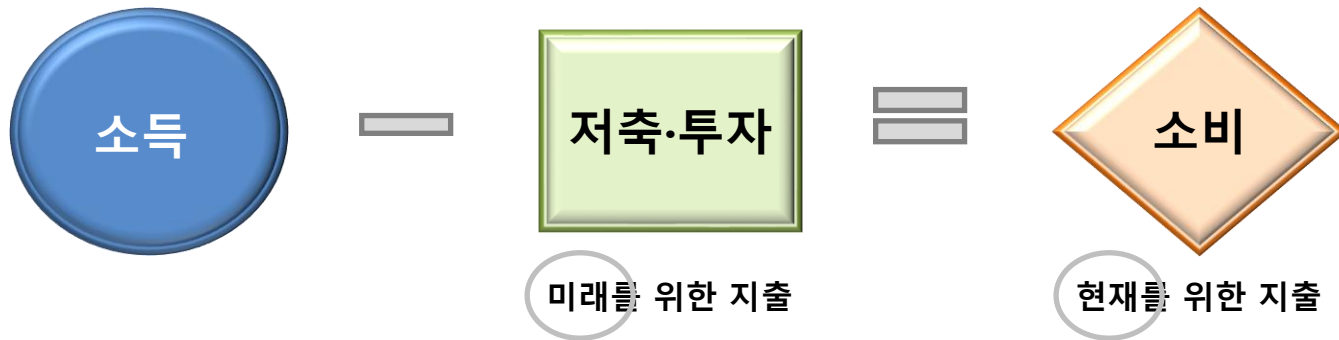 소득
저축·투자
소비
미래를 위한 지출
현재를 위한 지출